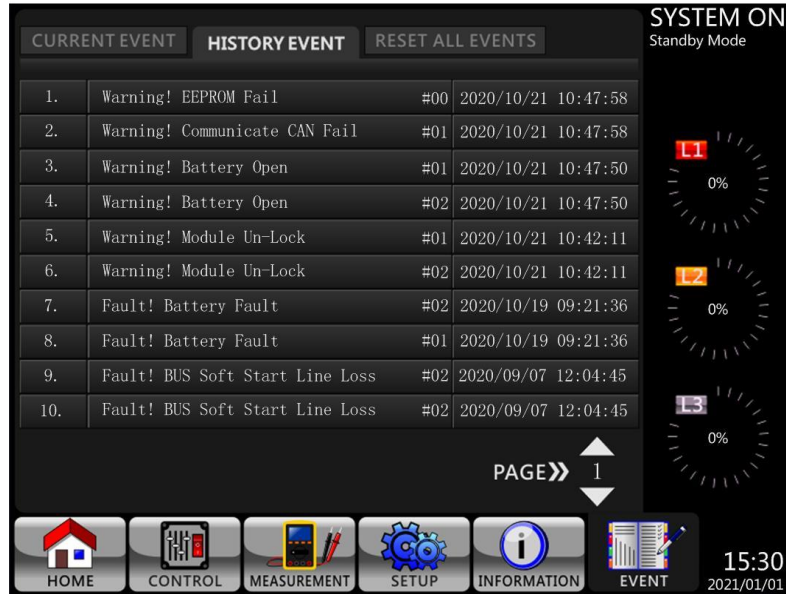 SYSTEM ON
Standby Mode
CURRENT EVENT HISTORY EVENT RESET ALL EVENTS
1. Warning! EEPROM Fail #00 2020/10/21 10:47:58
2. Warning! Communicate CAN Fail #01 2020/10/21 10:47:58
3. Warning! Battery Open #01 2020/10/21 10:47:50
4. Warning! Battery Open #02 2020/10/21 10:47:50
5. Warning! Module Un-Lock #01 2020/10/21 10:42:11
6. Warning! Module Un-Lock #02 2020/10/21 10:42:11
7. Fault! Battery Fault #02 2020/10/19 09:21:36
8. Fault! Battery Fault #01 2020/10/19 09:21:36
9. Fault! BUS Soft Start Line Loss #02 2020/09/07 12:04:45
10. Fault! BUS Soft Start Line Loss #02 2020/09/07 12:04:45
PAGE» 1
L1
0%
L2
0%
L3
0%
HOME CONTROL MEASUREMENT SETUP INFORMATION EVENT
15:30
2021/01/01